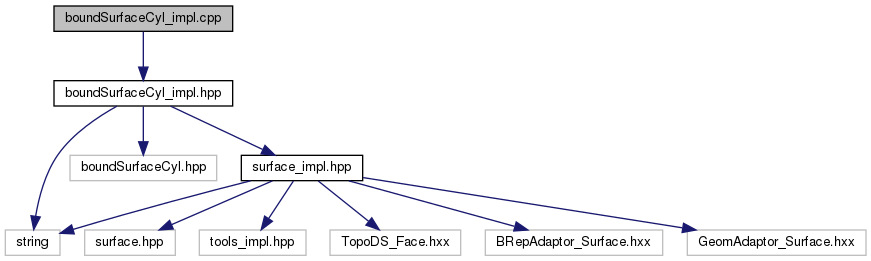 boundSurfaceCyl_impl.cpp
boundSurfaceCyl_impl.hpp
boundSurfaceCyl.hpp
surface_impl.hpp
string
surface.hpp
tools_impl.hpp
TopoDS_Face.hxx
BRepAdaptor_Surface.hxx
GeomAdaptor_Surface.hxx